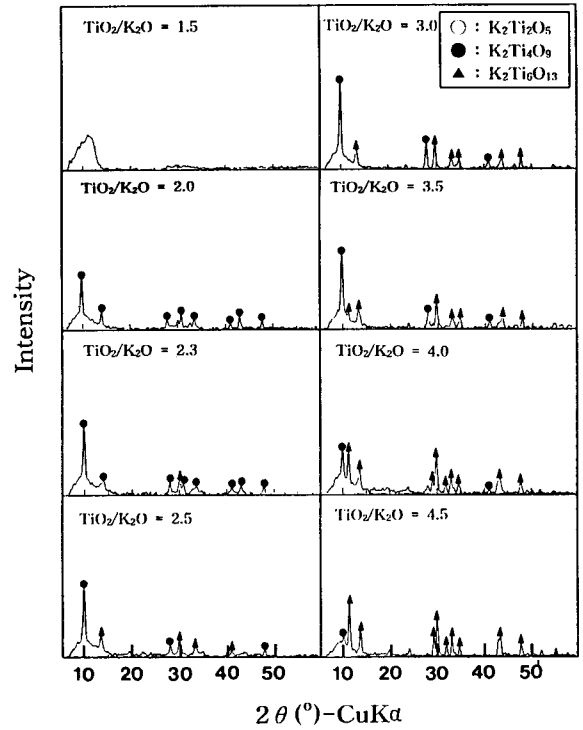 TiO₂/K₂O = 1.5
TiO₂/K₂O = 3.0
○ : K₂Ti₂O₅
● : K₂Ti₄O₉
▲ : K₂Ti₆O₁₃
TiO₂/K₂O = 2.0
TiO₂/K₂O = 3.5
TiO₂/K₂O = 2.3
TiO₂/K₂O = 4.0
TiO₂/K₂O = 2.5
TiO₂/K₂O = 4.5
Intensity
10 20 30 40 50 10 20 30 40 50
2θ(°)-CuKα